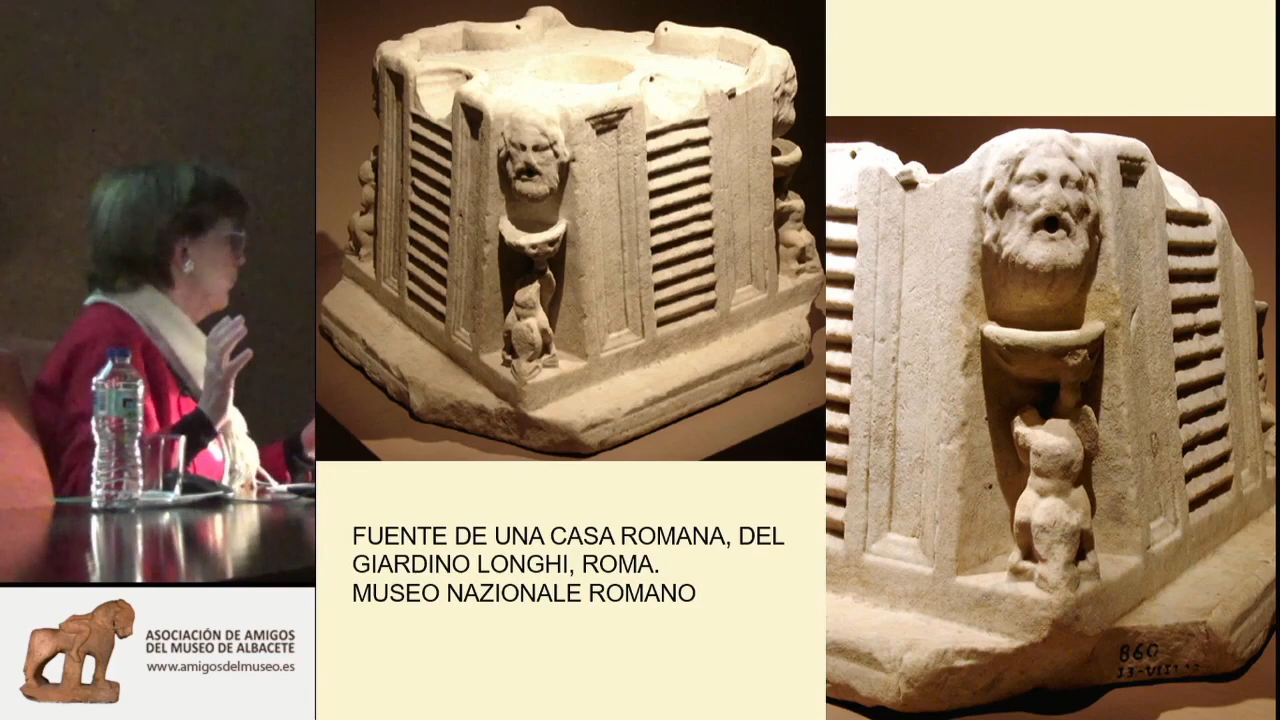 FUENTE DE UNA CASA ROMANA, DEL
GIARDINO LONGHI, ROMA.
MUSEO NAZIONALE ROMANO
ASOCIACIÓN DE AMIGOS
DEL MUSEO DE ALBACETE
www.amigosdelmuseo.es
860